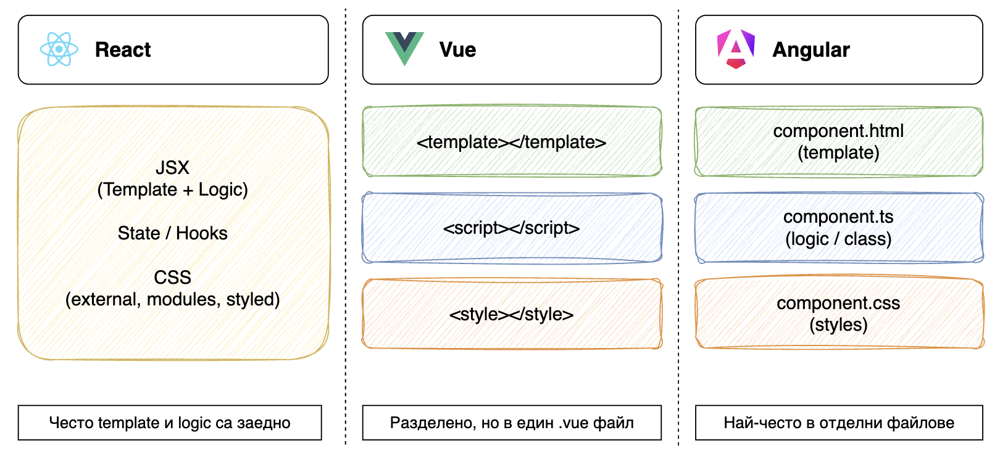 React
JSX
(Template + Logic)
State / Hooks
CSS
(external, modules, styled)
Често template и logic са заедно
Vue
<template></template>
<script></script>
<style></style>
Разделено, но в един .vue файл
Angular
component.html
(template)
component.ts
(logic / class)
component.css
(styles)
Най-често в отделни файлове